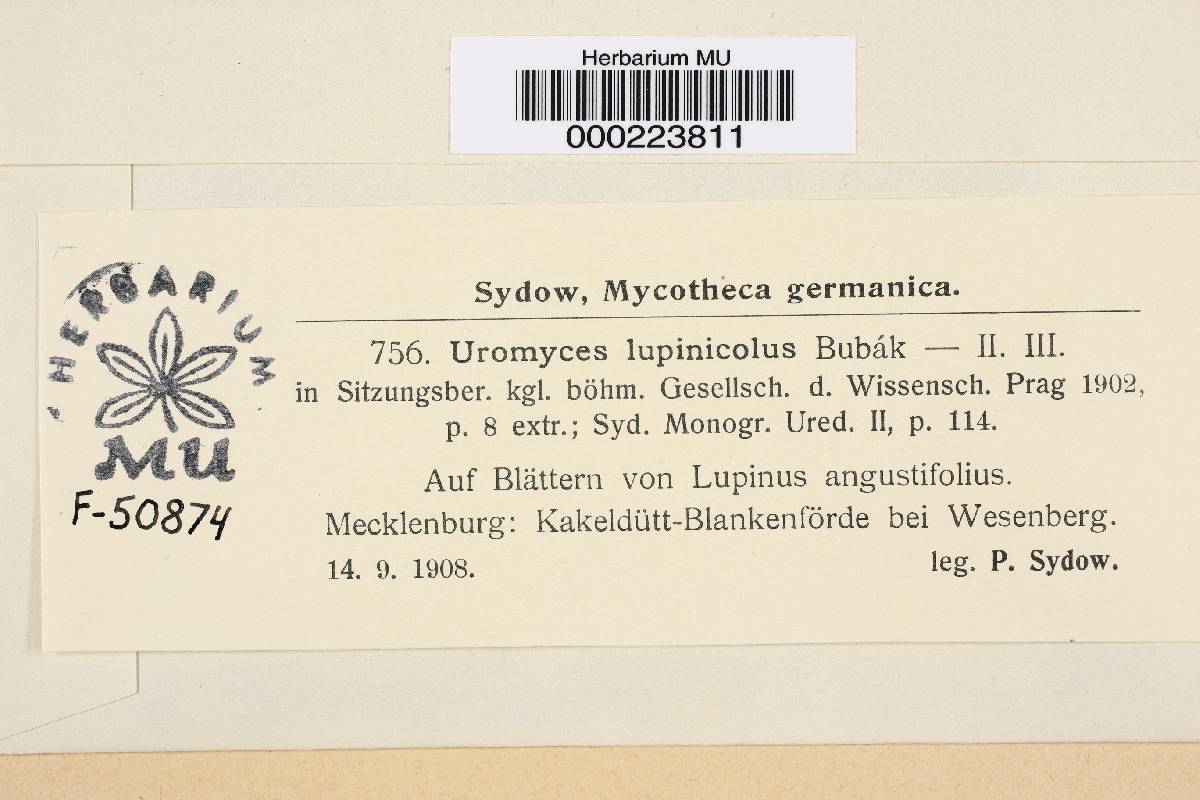 Herbarium MU
000223811
HERBARIUM
MU
F-50874
Sydow, Mycotheca germanica.
756. Uromyces lupinicolus Bubák — II. III.
in Sitzungsber. kgl. böhm. Gesellsch. d. Wissensch. Prag 1902,
p. 8 extr.; Syd. Monogr. Ured. II, p. 114.
Auf Blättern von Lupinus angustifolius.
Mecklenburg: Kakeldütt-Blankenförde bei Wesenberg.
14. 9. 1908. leg. P. Sydow.